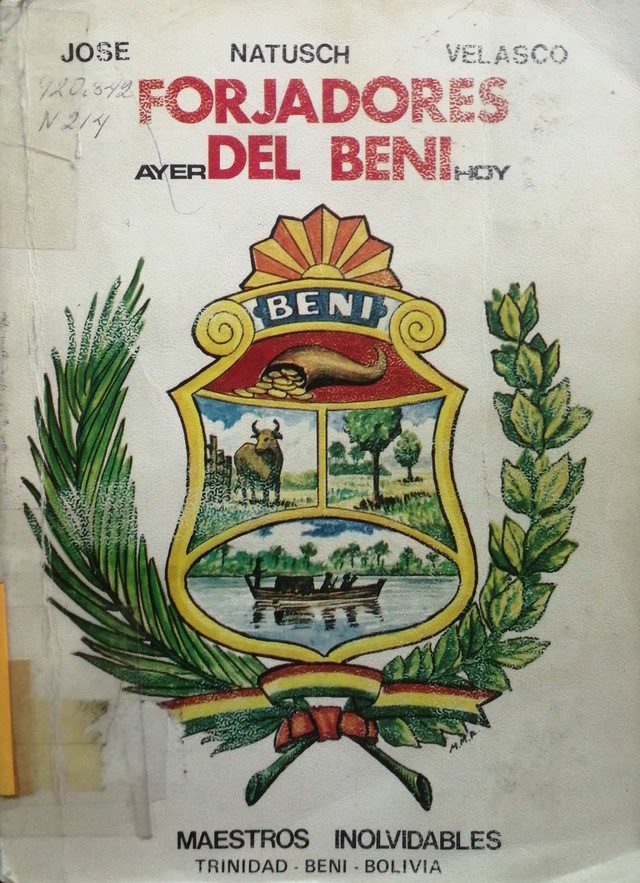 JOSE NATUSCH VELASCO
920.842
N214
FORJADORES
AYER DEL BENI HOY
BENI
M.R.A.
MAESTROS INOLVIDABLES
TRINIDAD - BENI - BOLIVIA